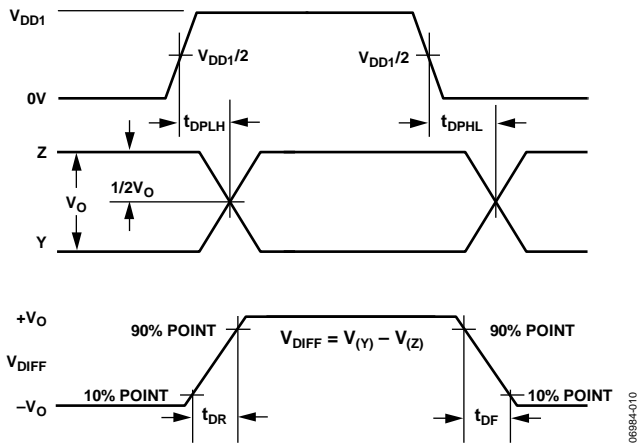 VDD1
VDD1/2
VDD1/2
0V
tDPLH
tDPHL
Z
1/2VO
VO
Y
+VO
90% POINT
VDIFF = V(Y) – V(Z)
90% POINT
VDIFF
10% POINT
10% POINT
–VO
tDR
tDF
06984-010